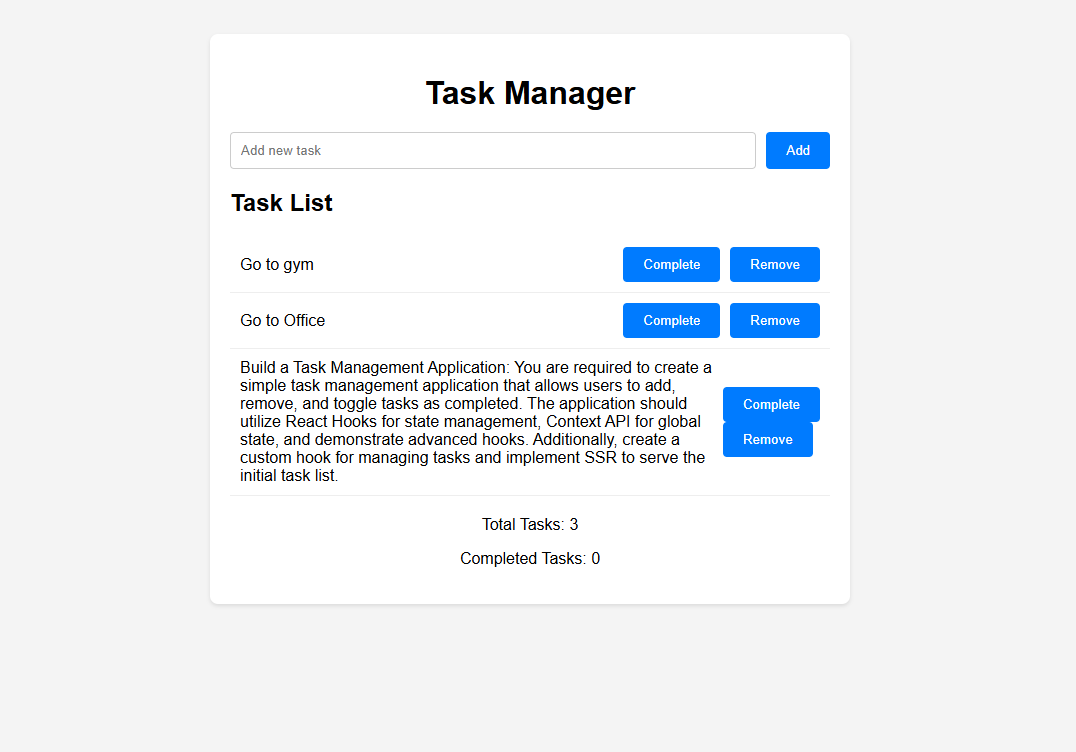 Task Manager
Add new task
Add
Task List
Go to gym
Complete
Remove
Go to Office
Complete
Remove
Build a Task Management Application: You are required to create a
simple task management application that allows users to add,
remove, and toggle tasks as completed. The application should
utilize React Hooks for state management, Context API for global
state, and demonstrate advanced hooks. Additionally, create a
custom hook for managing tasks and implement SSR to serve the
initial task list.
Complete
Remove
Total Tasks: 3
Completed Tasks: 0